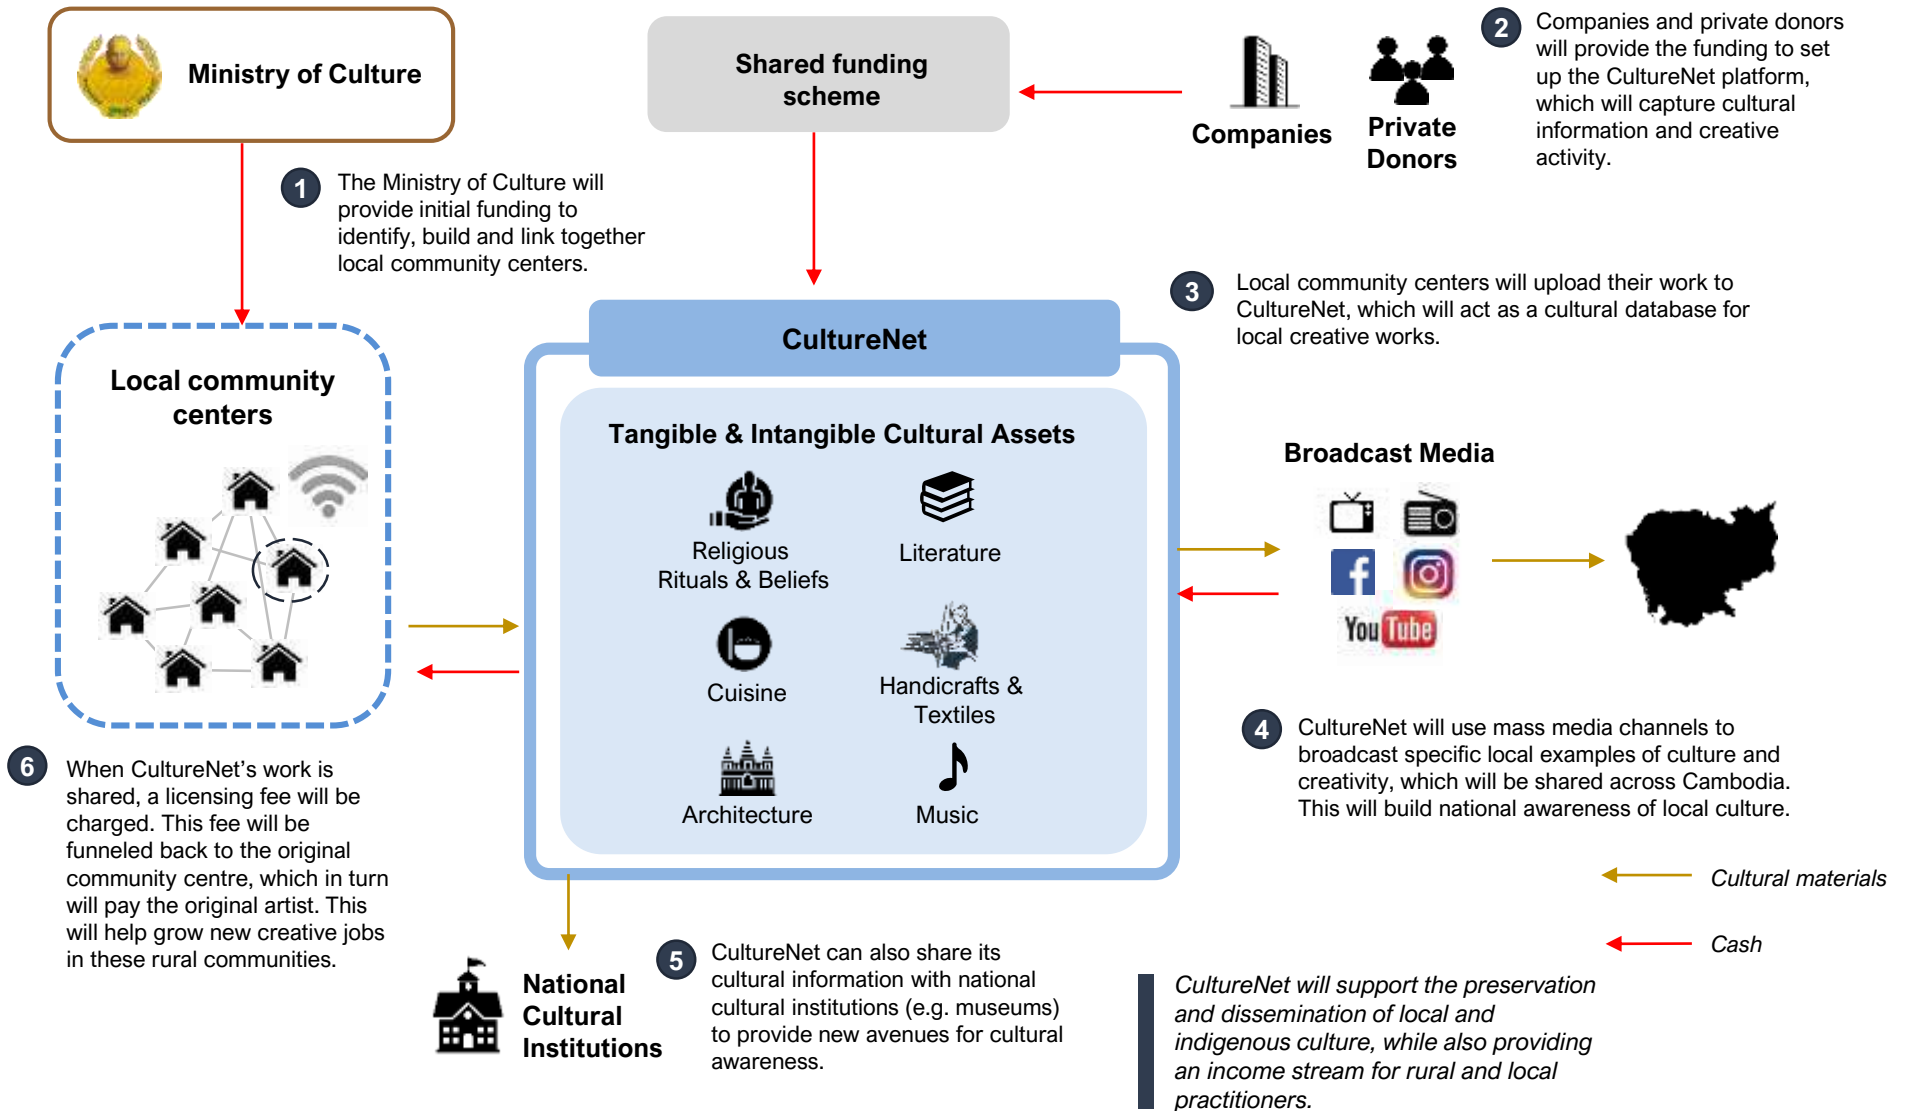 Ministry of Culture
Shared funding
scheme
Companies
Private
Donors
2
Companies and private donors
will provide the funding to set
up the CultureNet platform,
which will capture cultural
information and creative
activity.
1
The Ministry of Culture will
provide initial funding to
identify, build and link together
local community centers.
3
Local community centers will upload their work to
CultureNet, which will act as a cultural database for
local creative works.
CultureNet
Local community
centers
Tangible & Intangible Cultural Assets
Religious
Rituals & Beliefs
Literature
Cuisine
Handicrafts &
Textiles
Architecture
Music
Broadcast Media
f
You Tube
4
CultureNet will use mass media channels to
broadcast specific local examples of culture and
creativity, which will be shared across Cambodia.
This will build national awareness of local culture.
6
When CultureNet’s work is
shared, a licensing fee will be
charged. This fee will be
funneled back to the original
community centre, which in turn
will pay the original artist. This
will help grow new creative jobs
in these rural communities.
National
Cultural
Institutions
5
CultureNet can also share its
cultural information with national
cultural institutions (e.g. museums)
to provide new avenues for cultural
awareness.
Cultural materials
Cash
CultureNet will support the preservation
and dissemination of local and
indigenous culture, while also providing
an income stream for rural and local
practitioners.